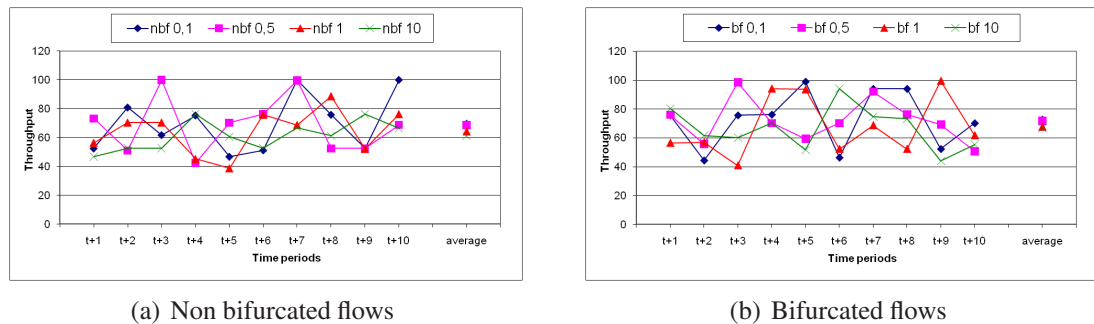 nbf 0,1 nbf 0,5 nbf 1 nbf 10
120
100
80
60
40
20
0
Throughput
t+1 t+2 t+3 t+4 t+5 t+6 t+7 t+8 t+9 t+10 average
Time periods
(a) Non bifurcated flows
bf 0,1 bf 0,5 bf 1 bf 10
120
100
80
60
40
20
0
Throughput
t+1 t+2 t+3 t+4 t+5 t+6 t+7 t+8 t+9 t+10 average
Time periods
(b) Bifurcated flows